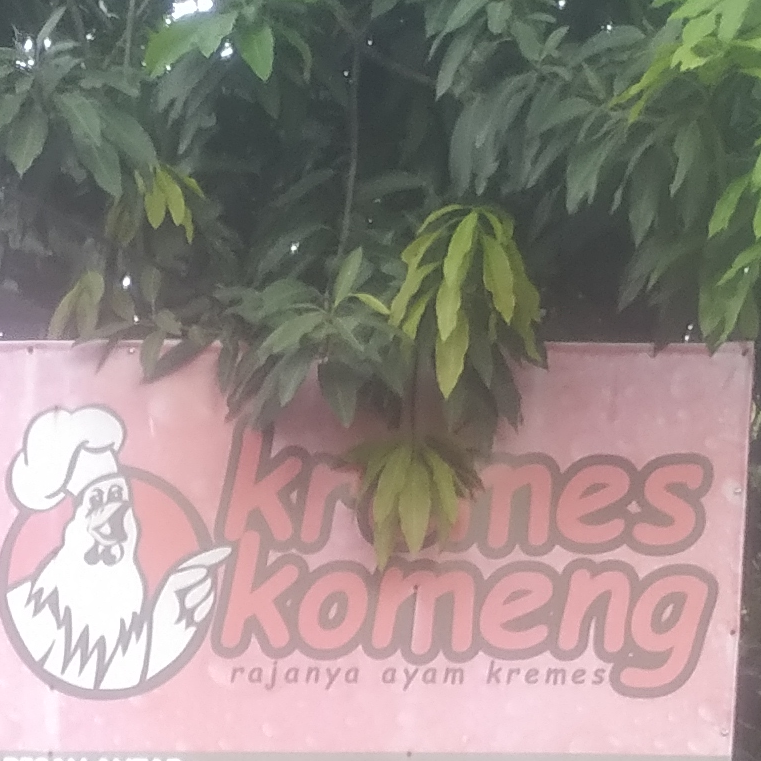 kremes
komeng
rajanya ayam kremes